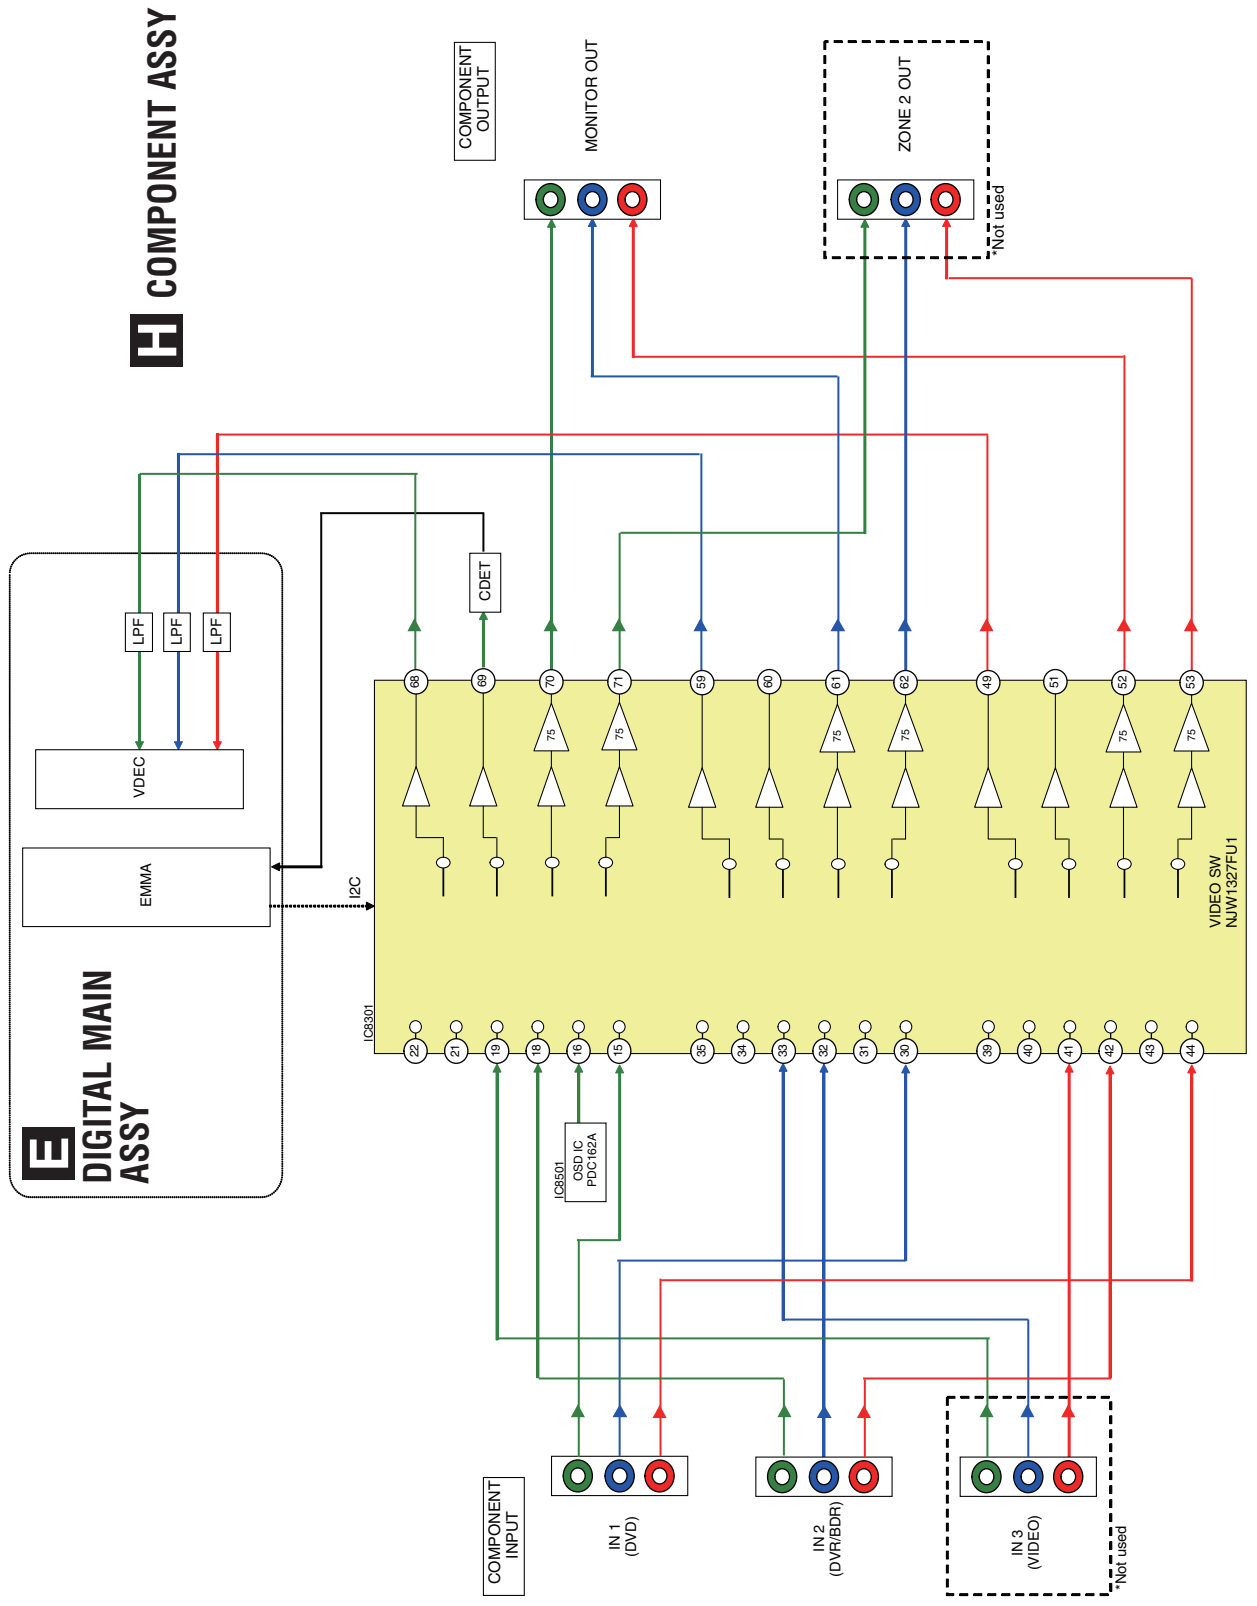 H COMPONENT ASSY
COMPONENT
OUTPUT
MONITOR OUT
ZONE 2 OUT
*Not used
E DIGITAL MAIN
ASSY
EMMA
VDEC
LPF
LPF
LPF
CDET
I2C
IC8301
68
69
70
71
59
60
61
62
49
51
52
53
75
75
75
75
75
75
VIDEO SW
NJW1327FU1
22
21
19
18
16
15
35
34
33
32
31
30
39
40
41
42
43
44
IC8501
OSD IC
PDC162A
COMPONENT
INPUT
IN 1
(DVD)
IN 2
(DVR/BDR)
IN 3
(VIDEO)
*Not used